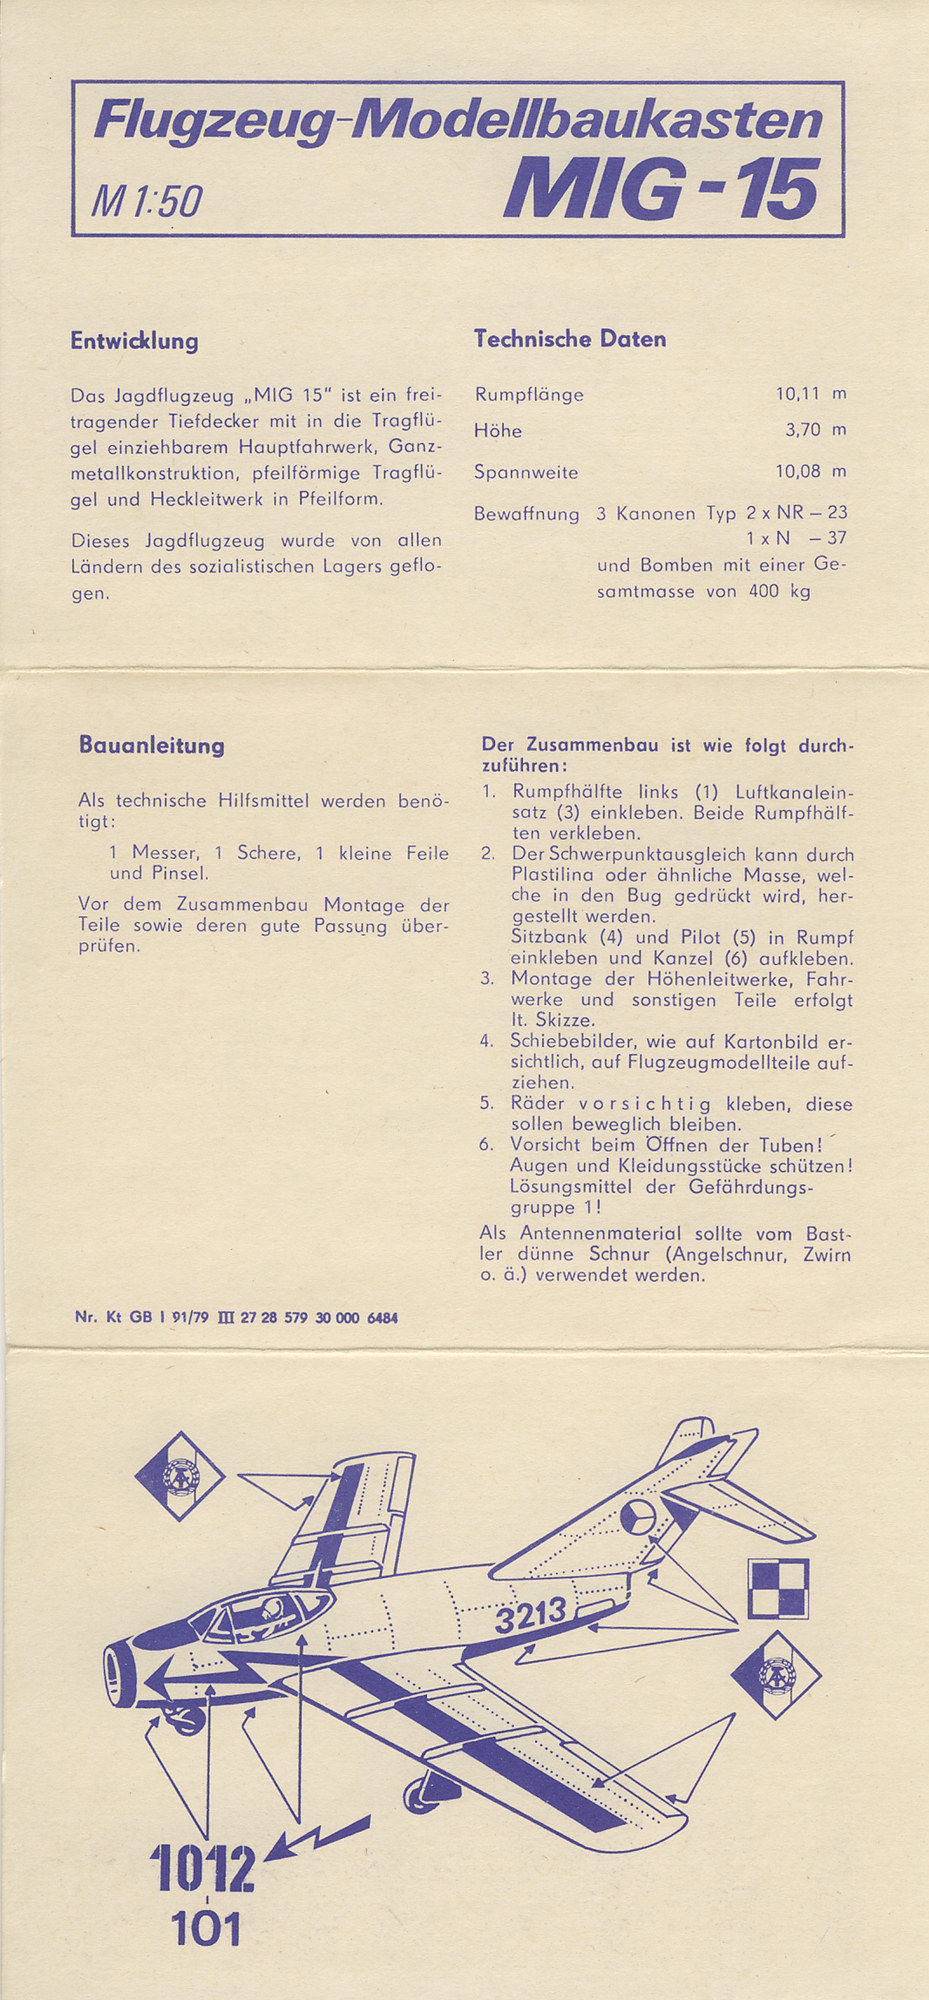 Flugzeug-Modellbaukasten
M 1:50
MIG-15
Entwicklung
Das Jagdflugzeug „MIG 15" ist ein frei-
tragender Tiefdecker mit in die Tragflü-
gel einziehbarem Hauptfahrwerk, Ganz-
metallkonstruktion, pfeilförmige Tragflü-
gel und Heckleitwerk in Pfeilform.
Dieses Jagdflugzeug wurde von allen
Ländern des sozialistischen Lagers geflo-
gen.
Technische Daten
Rumpflänge 10,11 m
Höhe 3,70 m
Spannweite 10,08 m
Bewaffnung 3 Kanonen Typ 2 x NR – 23
1 x N – 37
und Bomben mit einer Ge-
samtmasse von 400 kg
Bauanleitung
Als technische Hilfsmittel werden benö-
tigt:
1 Messer, 1 Schere, 1 kleine Feile
und Pinsel.
Vor dem Zusammenbau Montage der
Teile sowie deren gute Passung über-
prüfen.
Der Zusammenbau ist wie folgt durch-
zuführen:
1. Rumpfhälfte links (1) Luftkanalein-
satz (3) einkleben. Beide Rumpfhälf-
ten verkleben.
2. Der Schwerpunktausgleich kann durch
Plastilina oder ähnliche Masse, wel-
che in den Bug gedrückt wird, her-
gestellt werden.
Sitzbank (4) und Pilot (5) in Rumpf
einkleben und Kanzel (6) aufkleben.
3. Montage der Höhenleitwerke, Fahr-
werke und sonstigen Teile erfolgt
lt. Skizze.
4. Schiebebilder, wie auf Kartonbild er-
sichtlich, auf Flugzeugmodellteile auf-
ziehen.
5. Räder vorsichtig kleben, diese
sollen beweglich bleiben.
6. Vorsicht beim Öffnen der Tuben!
Augen und Kleidungsstücke schützen!
Lösungsmittel der Gefährdungs-
gruppe 1!
Als Antennenmaterial sollte vom Bast-
ler dünne Schnur (Angelschnur, Zwirn
o. ä.) verwendet werden.
Nr. Kt GB I 91/79 III 27 28 579 30 000 6484
3213
1012
101